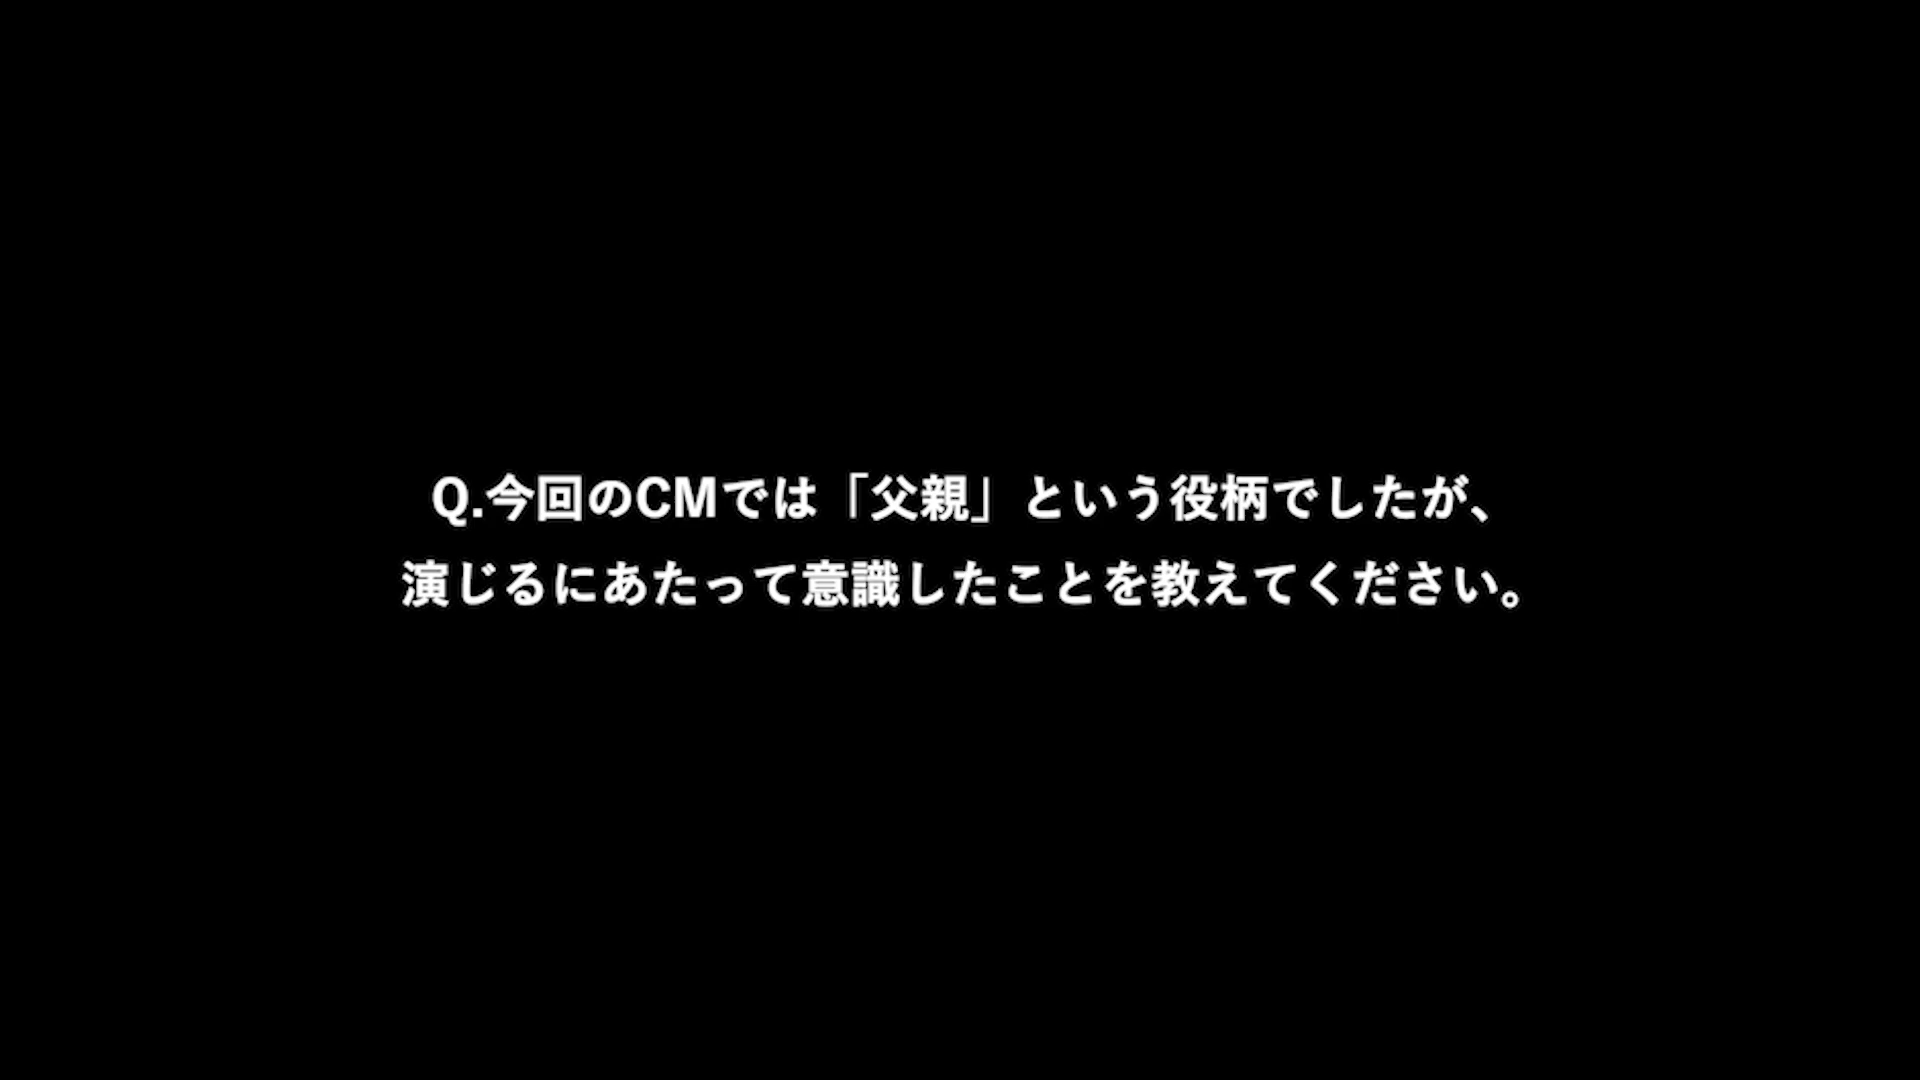 Q.今回のCMでは「父親」という役柄でしたが、
演じるにあたって意識したことを教えてください。